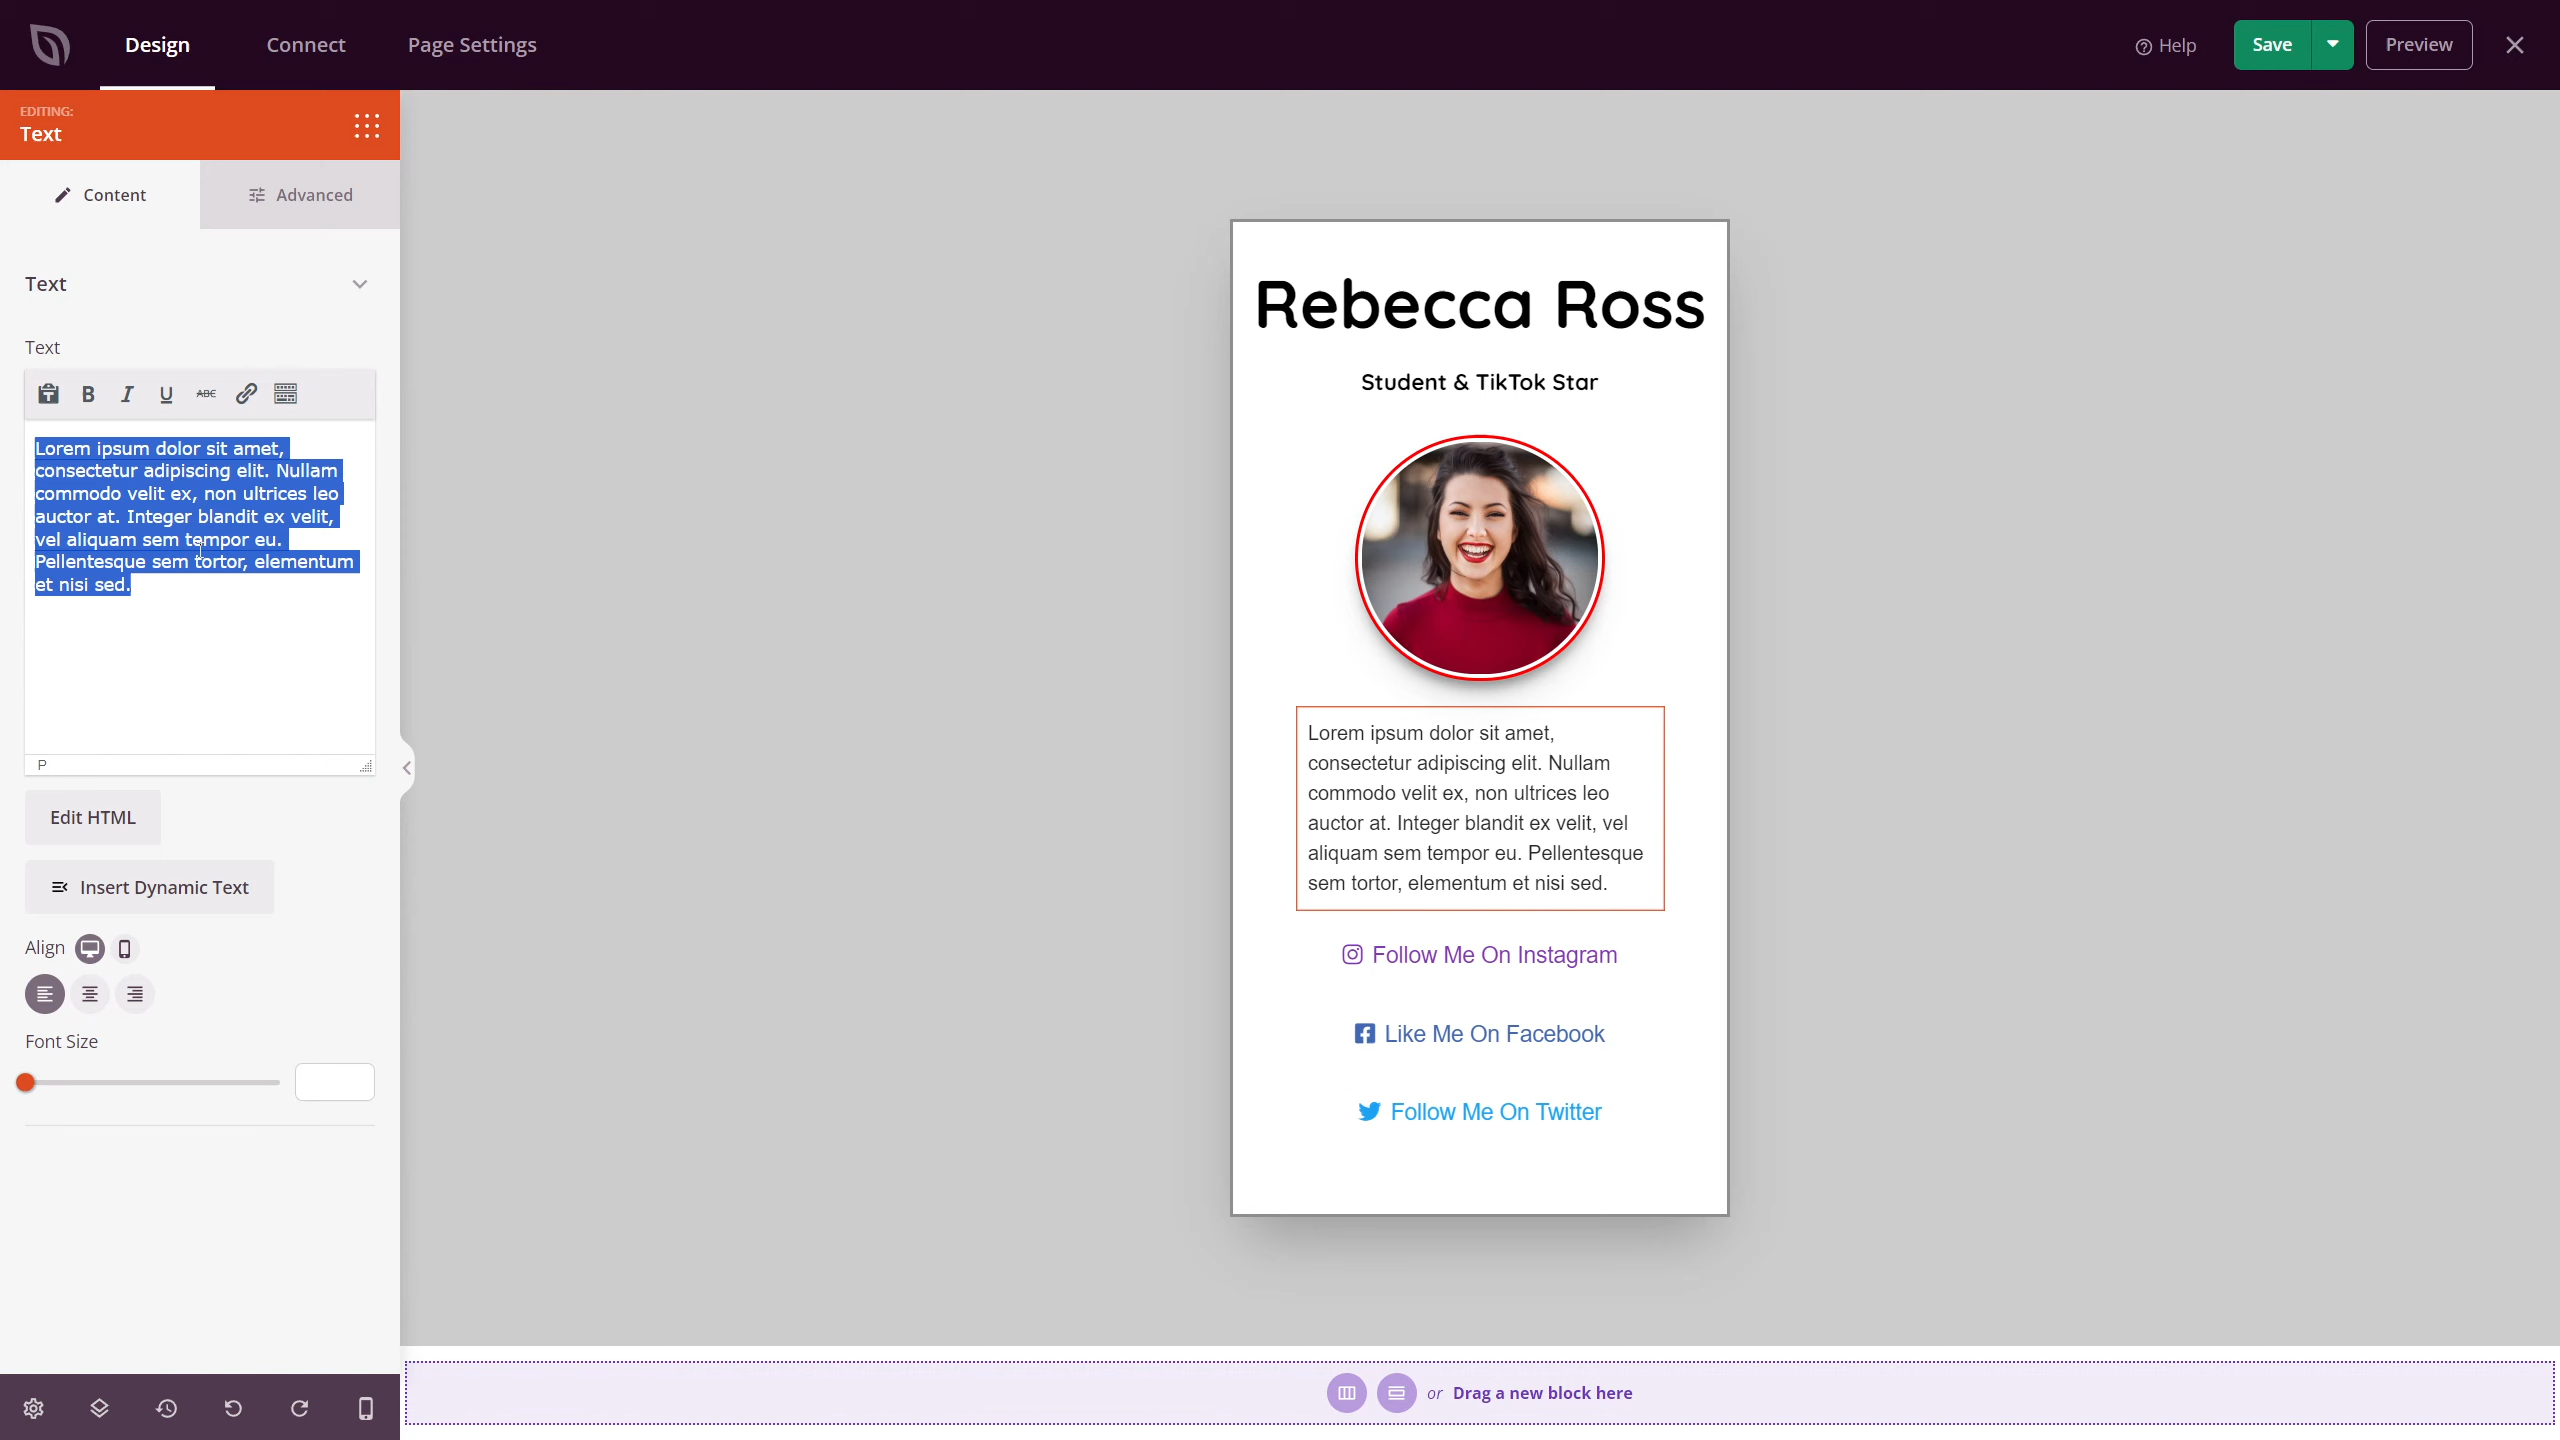 Design
Connect
Page Settings
Help
Save
Preview
EDITING:
Text
Content
Advanced
Text
Text
B I U ABC
Lorem ipsum dolor sit amet,
consectetur adipiscing elit. Nullam
commodo velit ex, non ultrices leo
auctor at. Integer blandit ex velit,
vel aliquam sem tempor eu.
Pellentesque sem tortor, elementum
et nisi sed.
P
Edit HTML
Insert Dynamic Text
Align
Font Size
Rebecca Ross
Student & TikTok Star
Lorem ipsum dolor sit amet,
consectetur adipiscing elit. Nullam
commodo velit ex, non ultrices leo
auctor at. Integer blandit ex velit, vel
aliquam sem tempor eu. Pellentesque
sem tortor, elementum et nisi sed.
Follow Me On Instagram
Like Me On Facebook
Follow Me On Twitter
or Drag a new block here